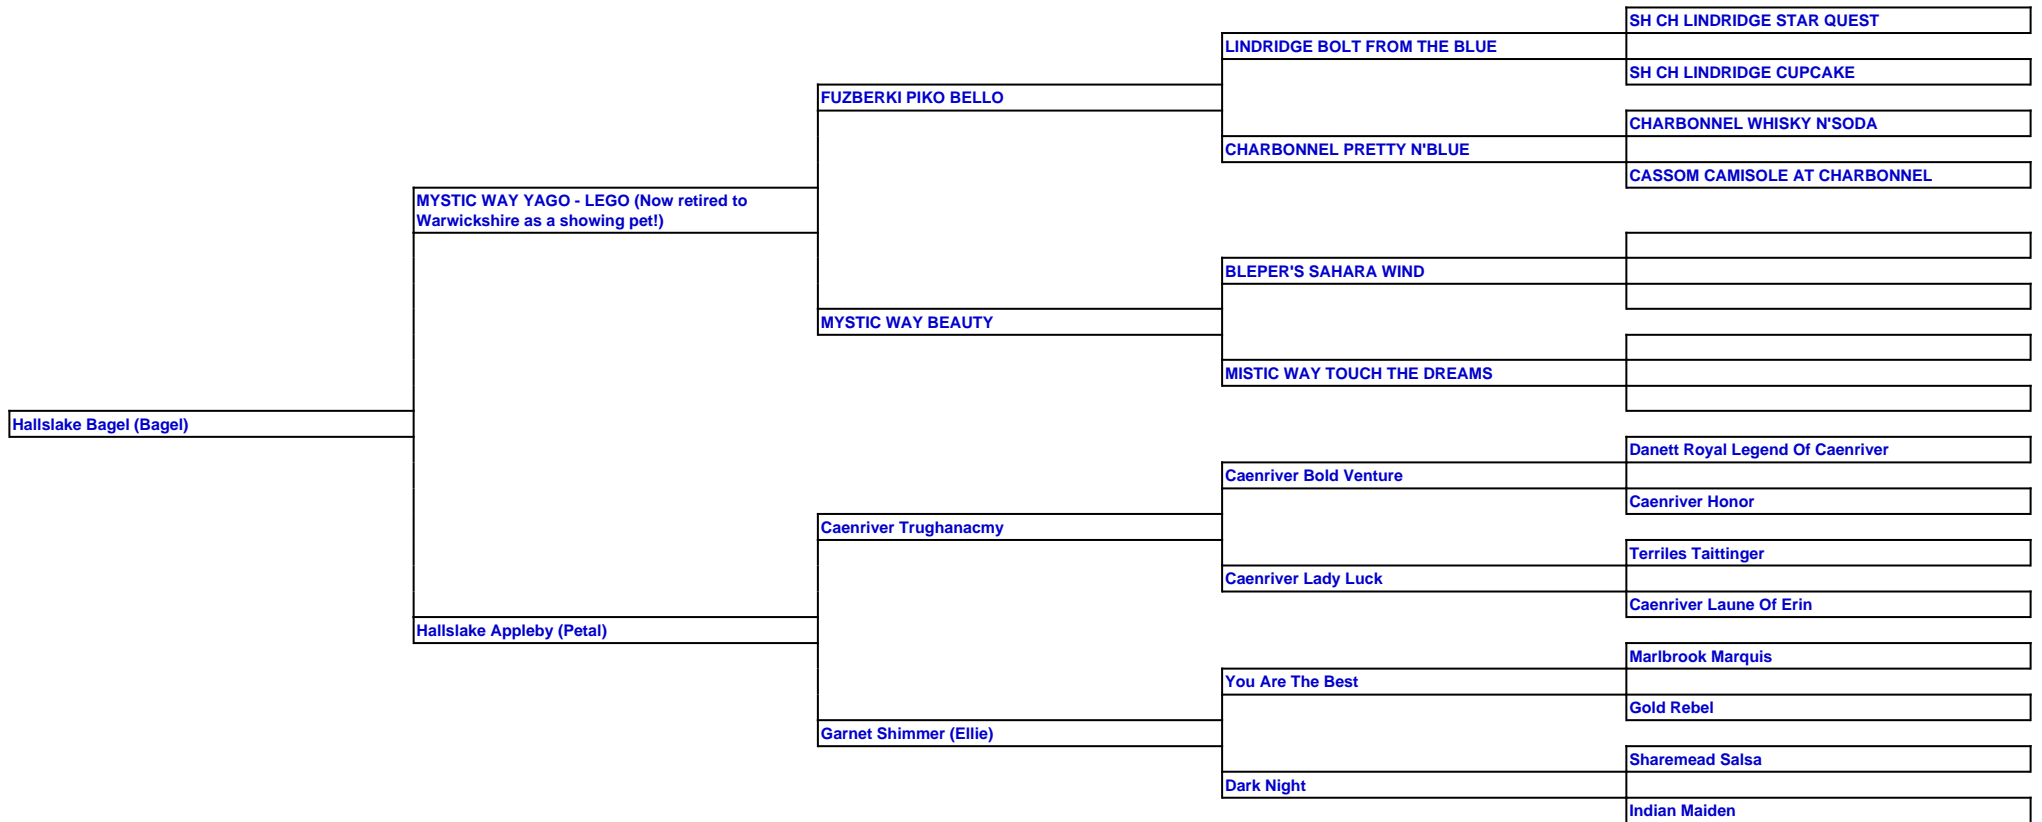 SH CH LINDRIDGE STAR QUEST
LINDRIDGE BOLT FROM THE BLUE
SH CH LINDRIDGE CUPCAKE
FUZBERKI PIKO BELLO
CHARBONNEL WHISKY N'SODA
CHARBONNEL PRETTY N'BLUE
CASSOM CAMISOLE AT CHARBONNEL
MYSTIC WAY YAGO - LEGO (Now retired to
Warwickshire as a showing pet!)
BLEPER'S SAHARA WIND
MYSTIC WAY BEAUTY
MISTIC WAY TOUCH THE DREAMS
Hallslake Bagel (Bagel)
Danett Royal Legend Of Caenriver
Caenriver Bold Venture
Caenriver Honor
Caenriver Trughanacmy
Terriles Taittinger
Caenriver Lady Luck
Caenriver Laune Of Erin
Hallslake Appleby (Petal)
Marlbrook Marquis
You Are The Best
Gold Rebel
Garnet Shimmer (Ellie)
Sharemead Salsa
Dark Night
Indian Maiden